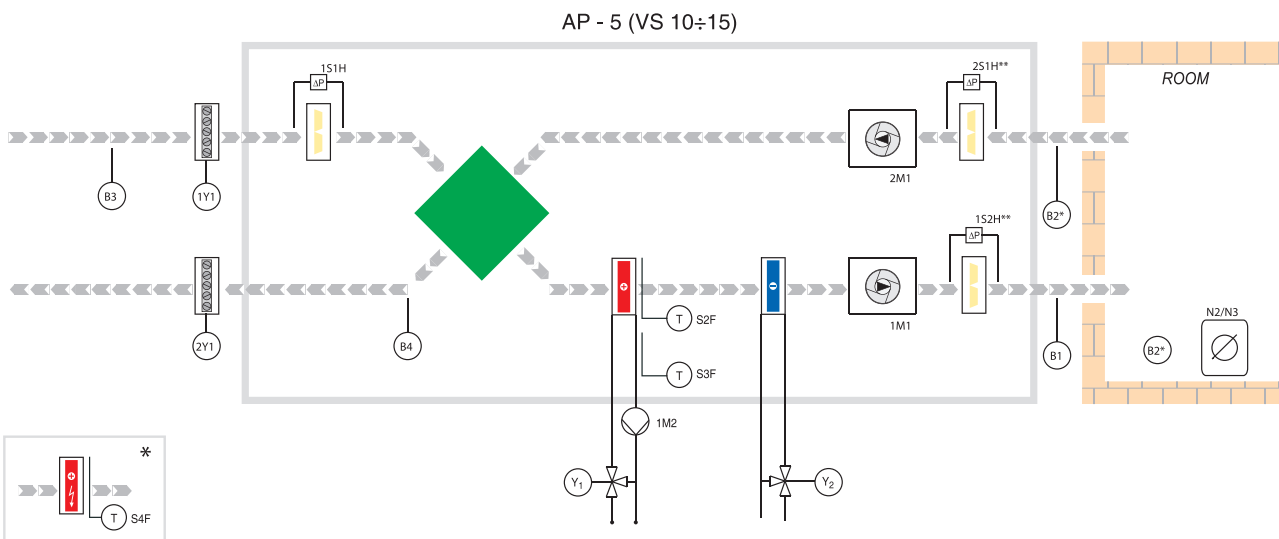 AP - 5 (VS 10÷15)
1S1H
ΔP
2S1H**
ΔP
ROOM
B3
1Y1
2M1
B2*
1S2H**
ΔP
2Y1
B4
T S2F
T S3F
1M1
B1
B2*
N2/N3
1M2
Y1
Y2
*
T S4F